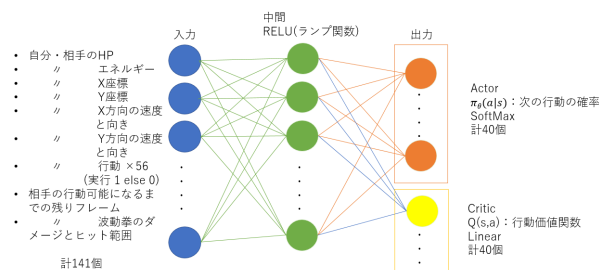 中間
RELU(ランプ関数)
入力
出力
• 自分・相手のHP
• 〃 エネルギー
• 〃 X座標
• 〃 Y座標
• 〃 X方向の速度
と向き
• 〃 Y方向の速度
と向き
• 〃 行動 ×56
(実行 1 else 0)
• 相手の行動可能になるま
での残りフレーム
• 〃 波動拳のダ
メージとヒット範囲
計141個
Actor
π_θ(a|s):次の行動の確率
SoftMax
計40個
Critic
Q(s,a):行動価値関数
Linear
計40個